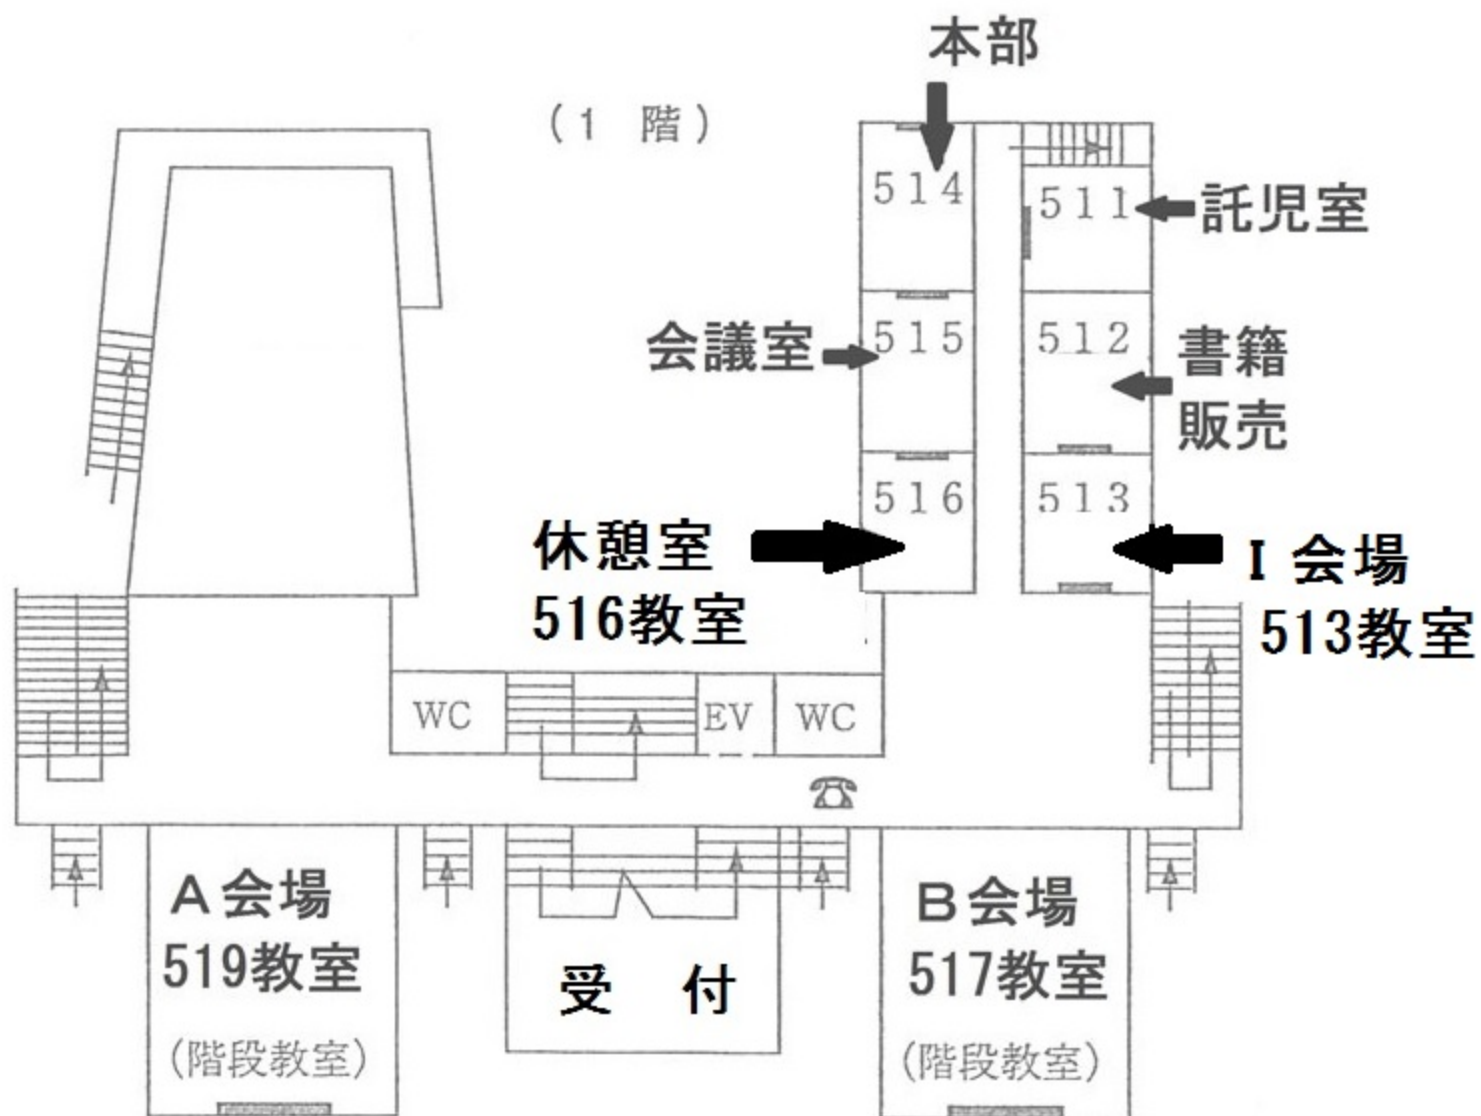 本部
(1 階)
514
511
託児室
会議室
515
512
書籍
販売
516
513
休憩室
516教室
I 会場
513教室
WC
EV
WC
A会場
519教室
(階段教室)
受 付
B会場
517教室
(階段教室)